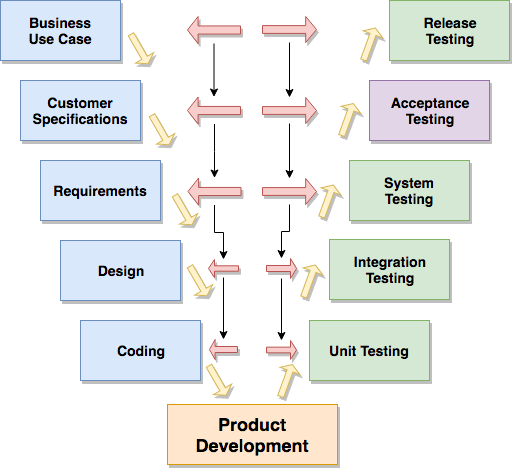 Business
Use Case
Release
Testing
Customer
Specifications
Acceptance
Testing
Requirements
System
Testing
Design
Integration
Testing
Coding
Unit Testing
Product
Development